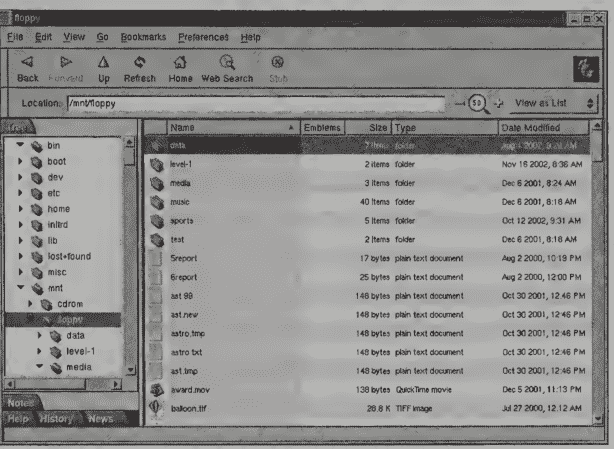 floppy
File Edit View Go Bookmarks Preferences Help
Back Forward Up Refresh Home Web Search Stop
Location: /mnt/floppy 50 View as List
Tree
Name Emblems Size Type Date Modified
bin
boot
dev
etc
home
initrd
lib
lost+found
misc
mnt
cdrom
floppy
data
level-1
media
data 7 items folder
level-1 2 items folder Nov 16 2002, 8:36 AM
media 3 items folder Dec 6 2001, 8:24 AM
music 40 items folder Dec 6 2001, 8:18 AM
sports 5 items folder Oct 12 2002, 9:31 AM
test 2 items folder Dec 6 2001, 8:18 AM
5report 17 bytes plain text document Aug 2 2000, 10:19 PM
6report 25 bytes plain text document Aug 2 2000, 12:00 PM
ast 99 148 bytes plain text document Oct 30 2001, 12:46 PM
ast.new 148 bytes plain text document Oct 30 2001, 12:46 PM
astro.tmp 148 bytes plain text document Oct 30 2001, 12:46 PM
astro txt 148 bytes plain text document Oct 30 2001, 12:46 PM
ast.tmp 148 bytes plain text document Oct 30 2001, 12:46 PM
award.mov 138 bytes QuickTime movie Dec 5 2001, 11:13 PM
balloon.tif 28.8 K TIFF image Jul 27 2000, 12:12 AM
Notes
Help History News